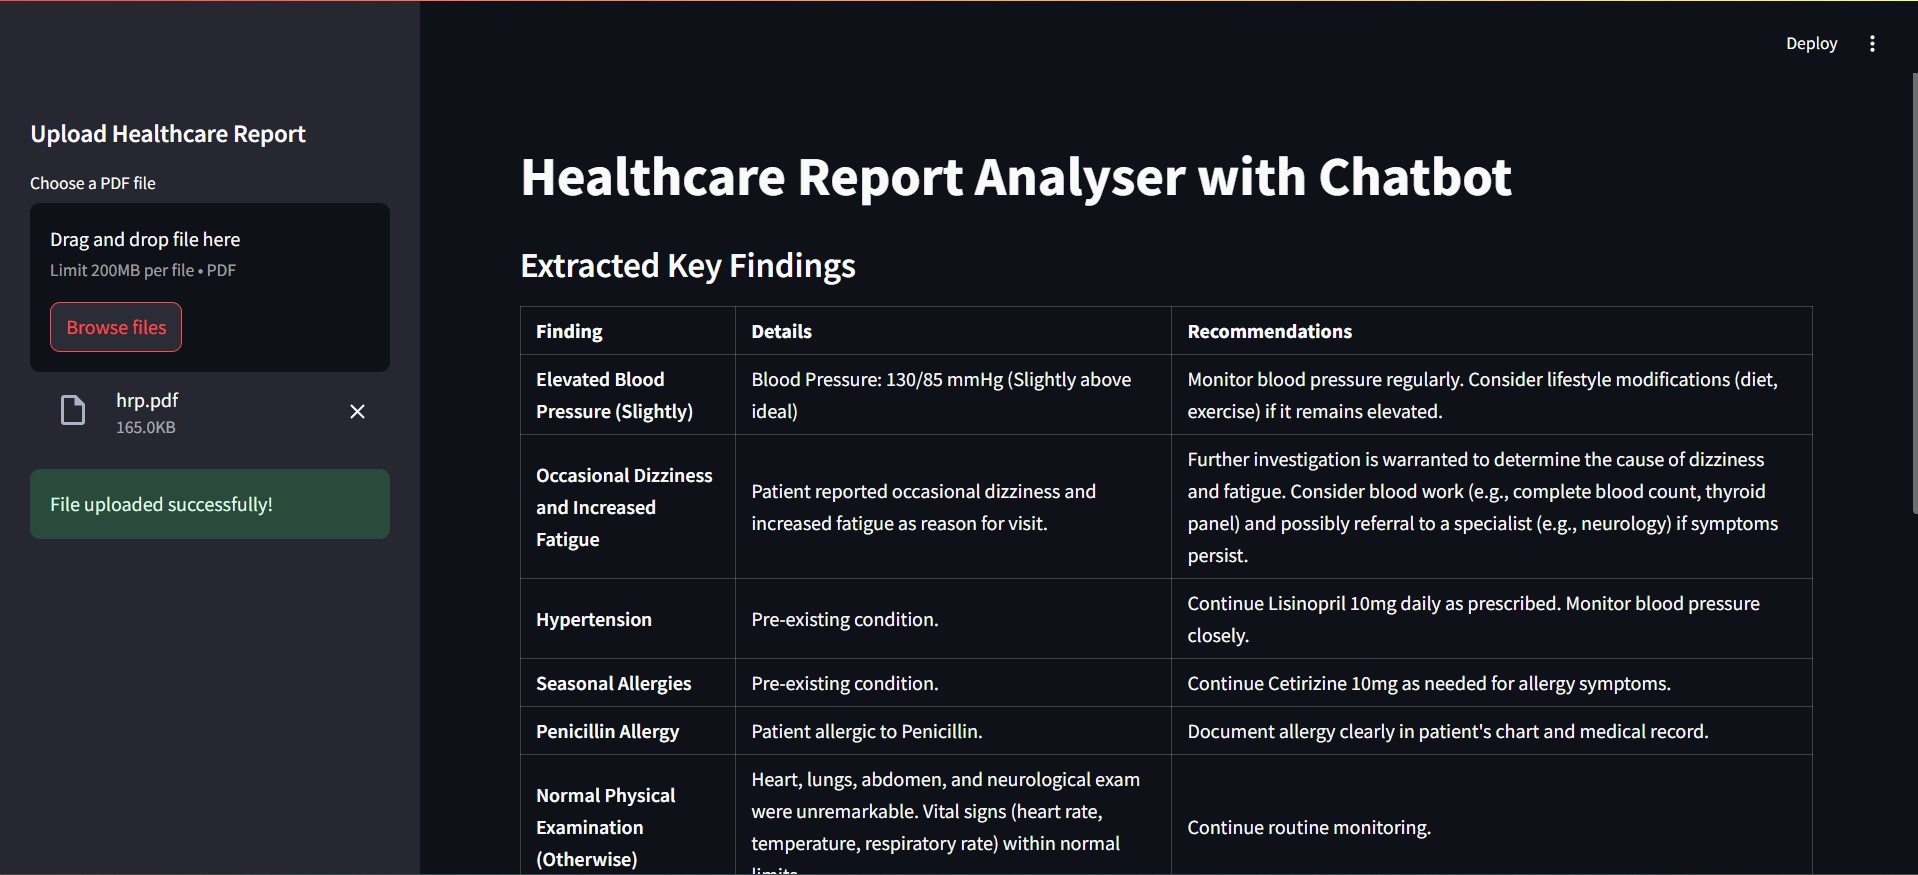 Deploy
Upload Healthcare Report
Choose a PDF file
Drag and drop file here
Limit 200MB per file • PDF
Browse files
hrp.pdf
165.0KB
File uploaded successfully!
Healthcare Report Analyser with Chatbot
Extracted Key Findings
Finding
Details
Recommendations
Elevated Blood
Pressure (Slightly)
Blood Pressure: 130/85 mmHg (Slightly above
ideal)
Monitor blood pressure regularly. Consider lifestyle modifications (diet,
exercise) if it remains elevated.
Occasional Dizziness
and Increased
Fatigue
Patient reported occasional dizziness and
increased fatigue as reason for visit.
Further investigation is warranted to determine the cause of dizziness
and fatigue. Consider blood work (e.g., complete blood count, thyroid
panel) and possibly referral to a specialist (e.g., neurology) if symptoms
persist.
Hypertension
Pre-existing condition.
Continue Lisinopril 10mg daily as prescribed. Monitor blood pressure
closely.
Seasonal Allergies
Pre-existing condition.
Continue Cetirizine 10mg as needed for allergy symptoms.
Penicillin Allergy
Patient allergic to Penicillin.
Document allergy clearly in patient's chart and medical record.
Normal Physical
Examination
(Otherwise)
Heart, lungs, abdomen, and neurological exam
were unremarkable. Vital signs (heart rate,
temperature, respiratory rate) within normal
Continue routine monitoring.